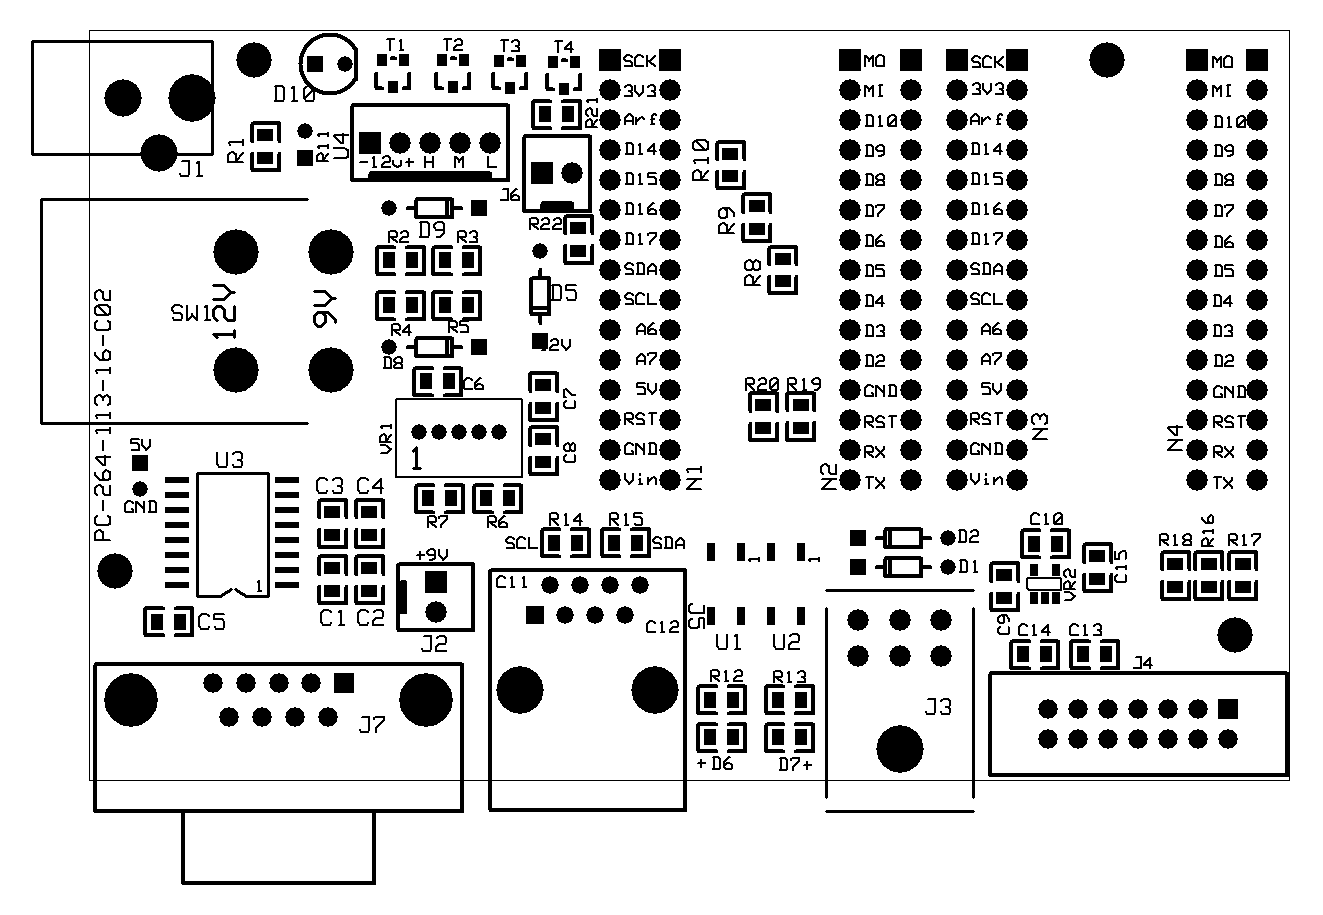 T1 T2 T3 T4
D10
R1
R11
U4
-12v+ H M L
J1
R21
J6
R22
D9
R2 R3
SW1
12V
9V
R4 R5
D5
12V
D8
C6
C7
C8
VR1
1
R7 R6
PC-264-113-16-C02
5V
GND
U3
1
C3 C4
C1 C2
C5
+9V
J2
J7
SCK
3V3
Arf
D14
D15
D16
D17
SDA
SCL
A6
A7
5V
RST
GND
Vin
N1
R10
R9
R8
R20 R19
MO
MI
D10
D9
D8
D7
D6
D5
D4
D3
D2
GND
RST
RX
TX
N2
SCK
3V3
Arf
D14
D15
D16
D17
SDA
SCL
A6
A7
5V
RST
GND
Vin
N3
MO
MI
D10
D9
D8
D7
D6
D5
D4
D3
D2
GND
RST
RX
TX
N4
R14 R15
SCL SDA
C11
C12
J5
1 1
U1 U2
R12 R13
+D6 D7+
D2
D1
J3
C10
C15
VR2
C9
C14 C13
J4
R18 R16 R17